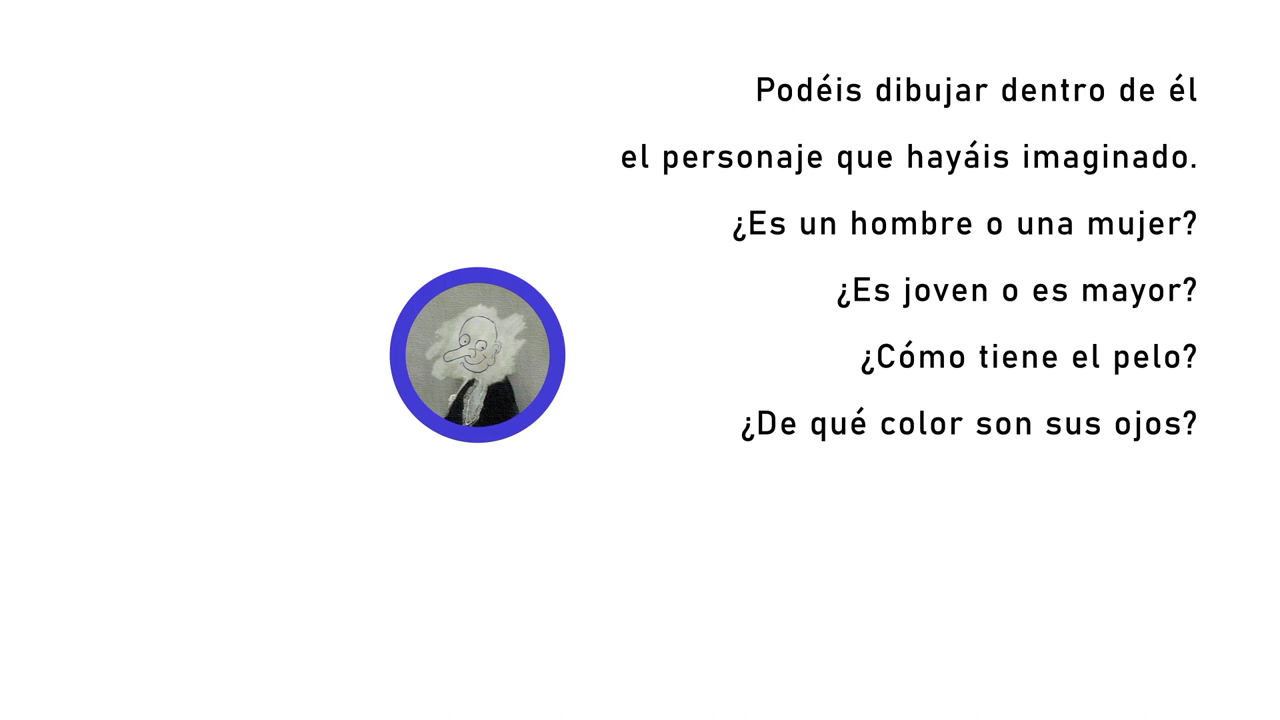 Podéis dibujar dentro de él
el personaje que hayáis imaginado.
¿Es un hombre o una mujer?
¿Es joven o es mayor?
¿Cómo tiene el pelo?
¿De qué color son sus ojos?